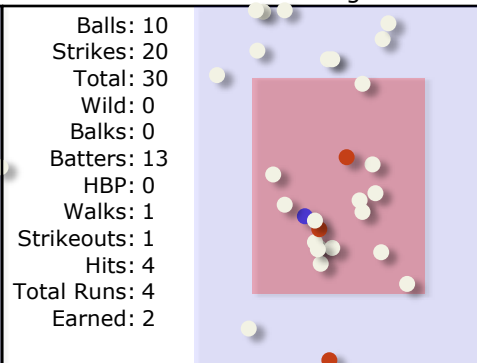 Balls: 10
Strikes: 20
Total: 30
Wild: 0
Balks: 0
Batters: 13
HBP: 0
Walks: 1
Strikeouts: 1
Hits: 4
Total Runs: 4
Earned: 2